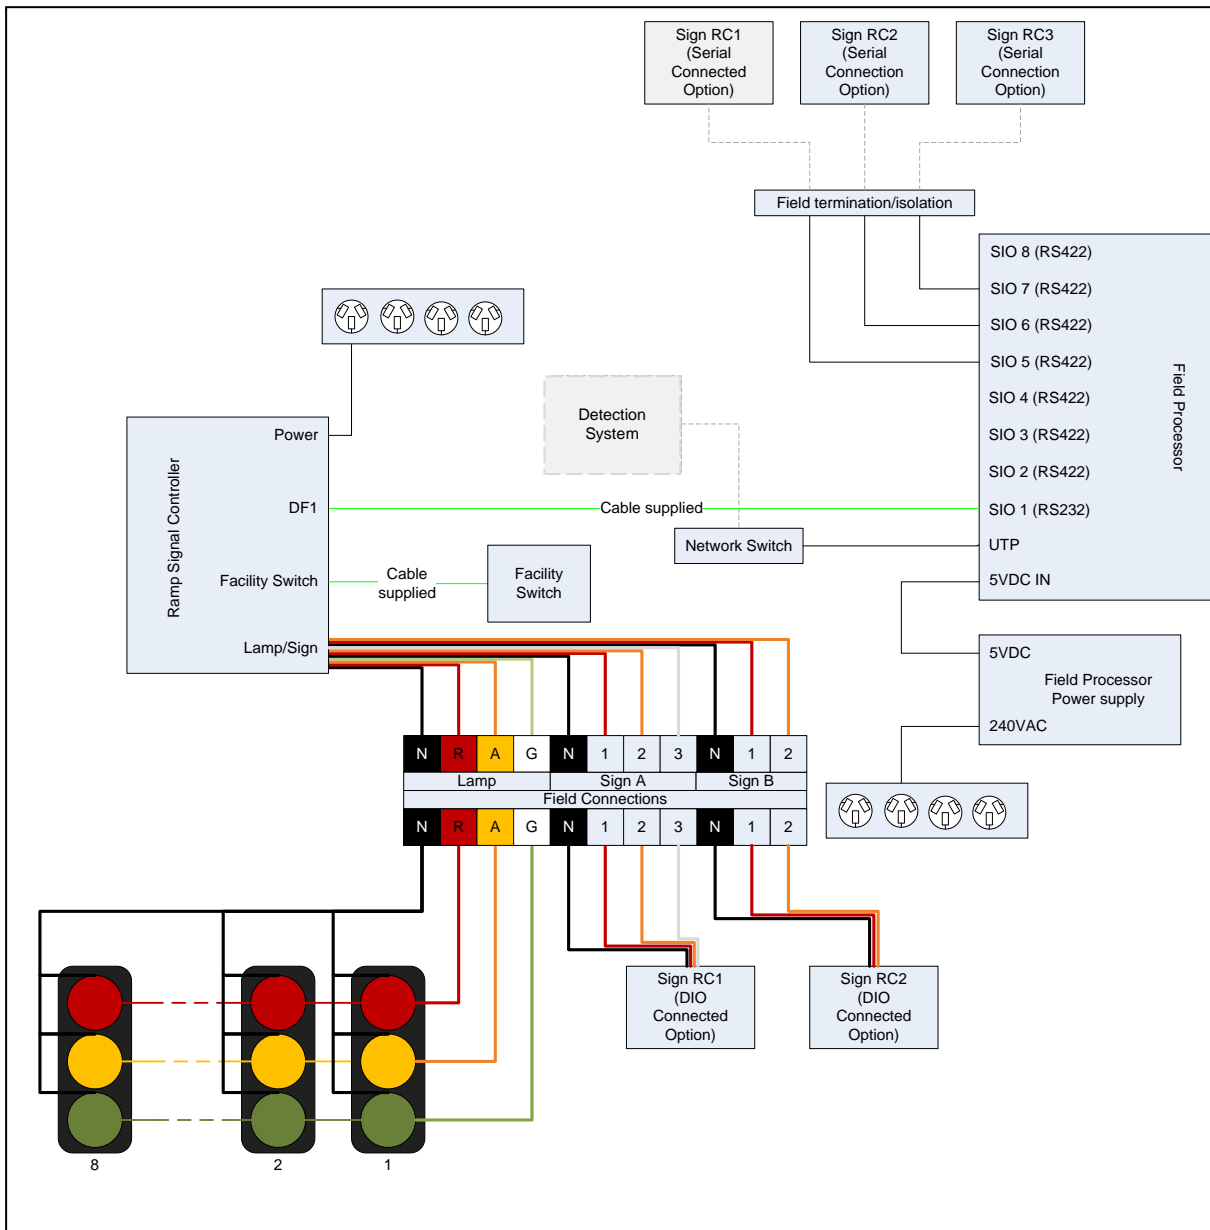 Sign RC1
(Serial
Connected
Option)
Sign RC2
(Serial
Connection
Option)
Sign RC3
(Serial
Connection
Option)
Field termination/isolation
SIO 8 (RS422)
SIO 7 (RS422)
SIO 6 (RS422)
SIO 5 (RS422)
SIO 4 (RS422)
SIO 3 (RS422)
SIO 2 (RS422)
SIO 1 (RS232)
UTP
5VDC IN
Field Processor
Detection
System
Power
DF1
Facility Switch
Lamp/Sign
Ramp Signal Controller
Cable supplied
Network Switch
Cable
supplied
Facility
Switch
5VDC
Field Processor
Power supply
240VAC
N R A G N 1 2 3 N 1 2
Lamp Sign A Sign B
Field Connections
N R A G N 1 2 3 N 1 2
Sign RC1
(DIO
Connected
Option)
Sign RC2
(DIO
Connected
Option)
8 2 1